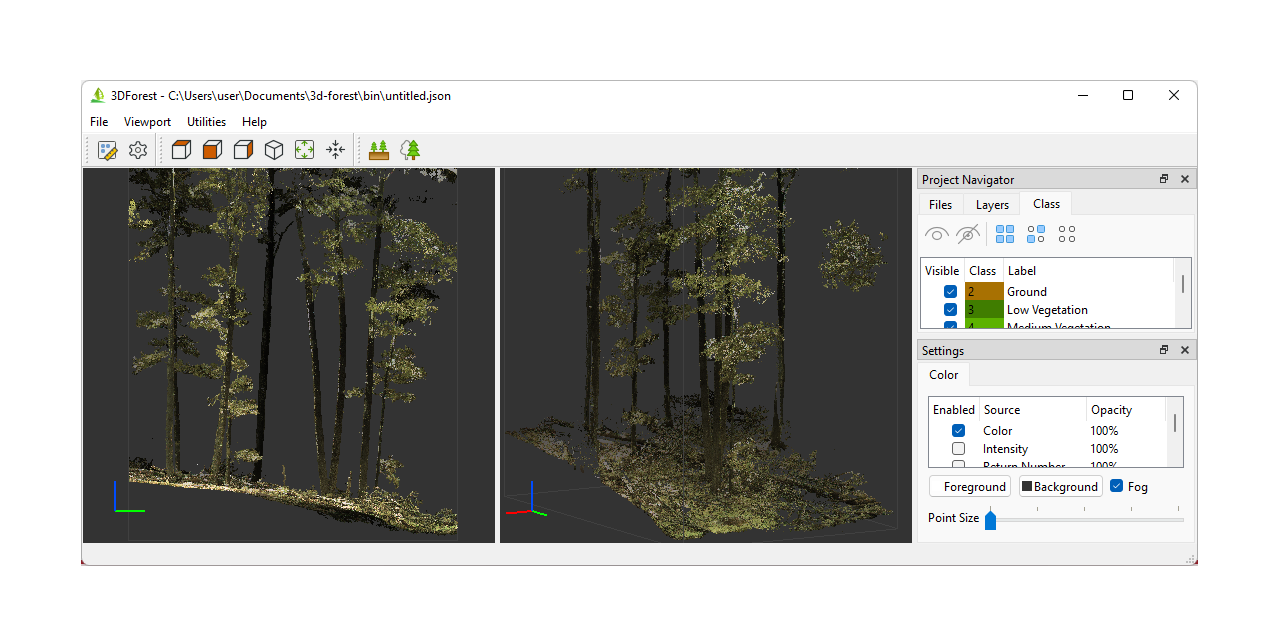 3DForest - C:\Users\user\Documents\3d-forest\bin\untitled.json
File Viewport Utilities Help
Project Navigator
Files Layers Class
Visible Class Label
2 Ground
3 Low Vegetation
4 Medium Vegetation
Settings
Color
Enabled Source Opacity
Color 100%
Intensity 100%
Return Number 100%
Foreground Background Fog
Point Size